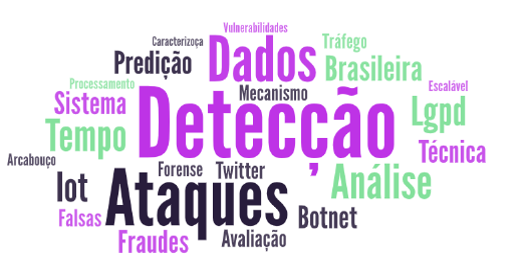 Vulnerabilidades
Caracterizoça
Dados
Tráfego
Predição
Brasileira
Processamento
Mecanismo
Escalável
Sistema
Detecção
Lgpd
Tempo
Técnica
Arcabouço
Forense
Twitter
Análise
Iot
Ataques
Botnet
Falsas
Fraudes
Avaliação